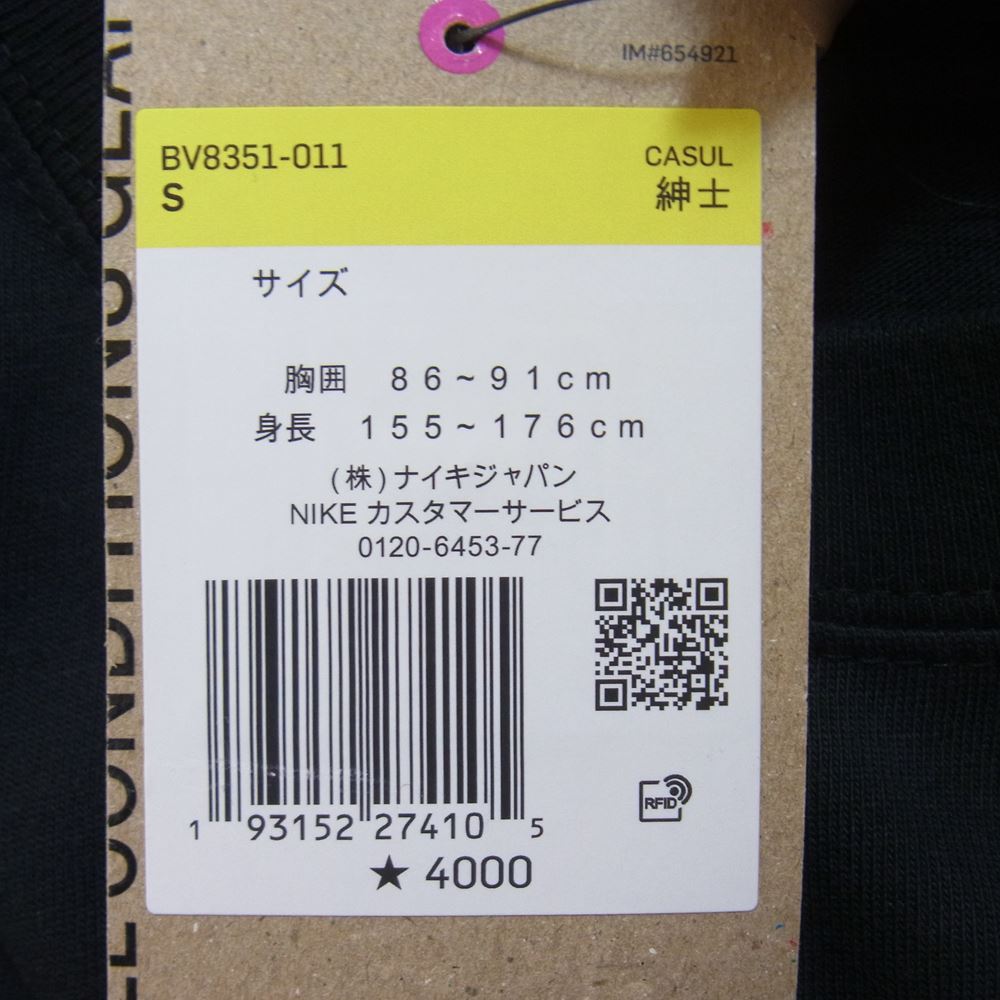 IM#654921
BV8351-011
CASUL
S
紳士
サイズ
胸囲 86~91cm
身長 155~176cm
(株)ナイキジャパン
NIKE カスタマーサービス
0120-6453-77
1 93152 27410 5
RFID
★ 4000